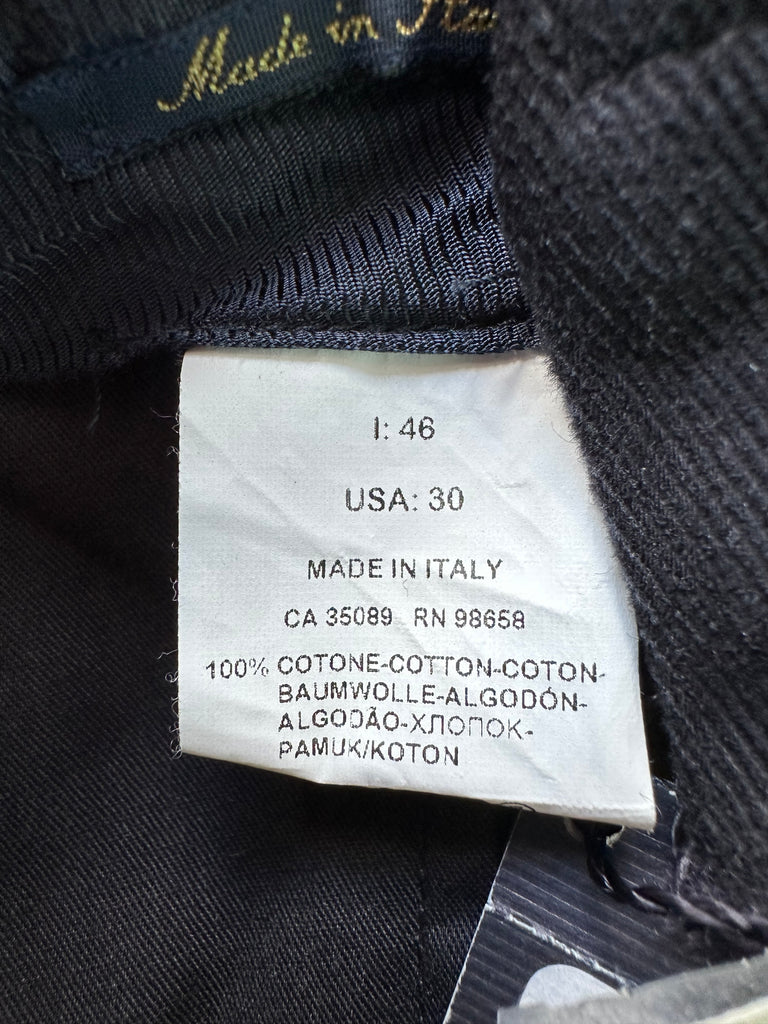 Made in
I: 46
USA: 30
MADE IN ITALY
CA 35089 RN 98658
100% COTONE-COTTON-COTON-
BAUMWOLLE-ALGODÓN-
ALGODÃO-ХЛОПОК-
PAMUK/KOTON